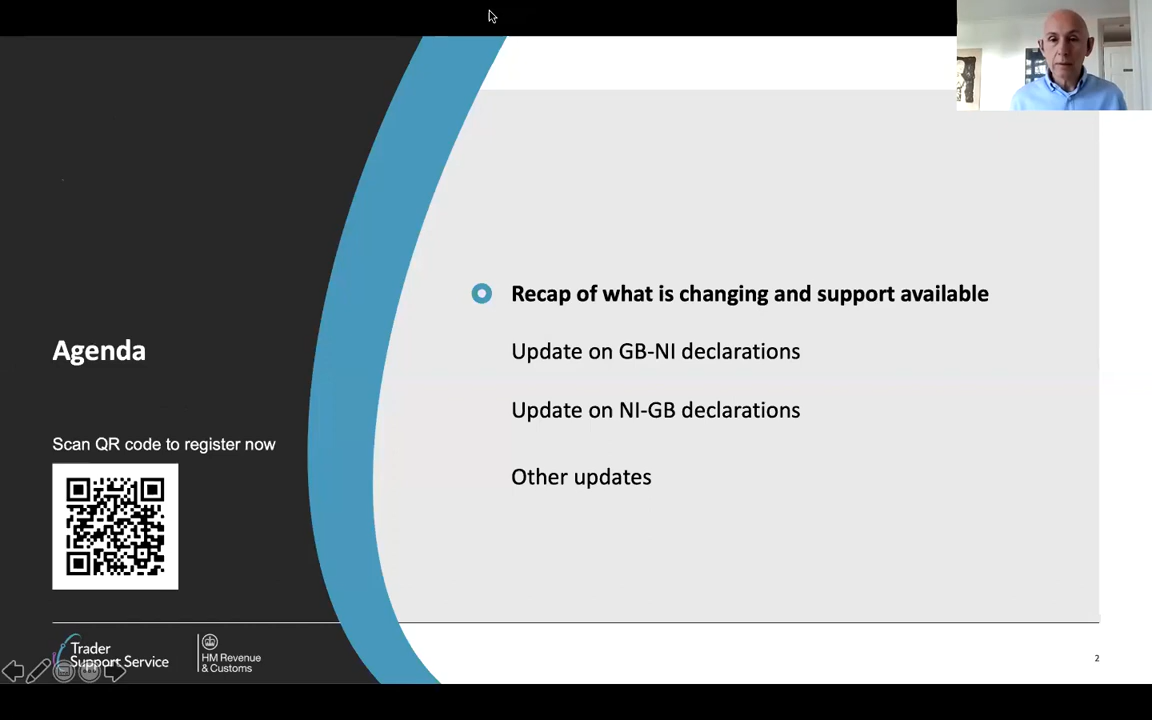 Agenda
Scan QR code to register now
Recap of what is changing and support available
Update on GB-NI declarations
Update on NI-GB declarations
Other updates
Trader
Support Service
HM Revenue
& Customs
2